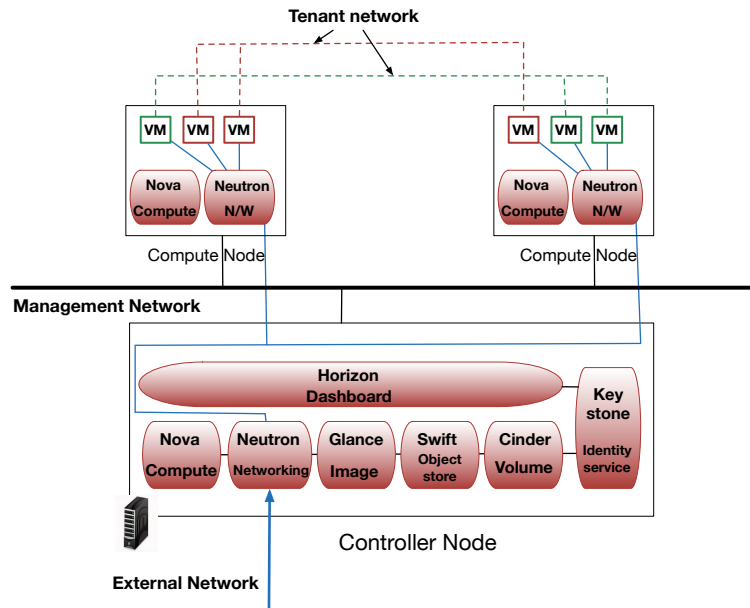 Tenant network
VM VM VM
VM VM VM
Nova
Compute
Neutron
N/W
Nova
Compute
Neutron
N/W
Compute Node
Compute Node
Management Network
Horizon
Dashboard
Key
stone
Identity
service
Nova
Compute
Neutron
Networking
Glance
Image
Swift
Object
store
Cinder
Volume
Controller Node
External Network